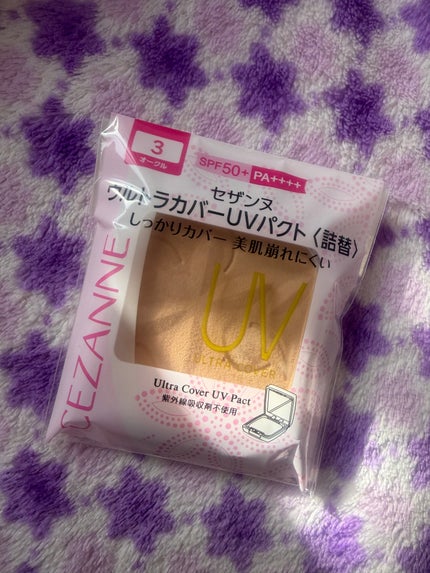 3
オークル
SPF50+ PA++++
セザンヌ
ウルトラカバーUVパクト〈詰替〉
しっかりカバー 美肌崩れにくい
CEZANNE
UV
ULTRA COVER
Ultra Cover UV Pact
紫外線吸収剤不使用